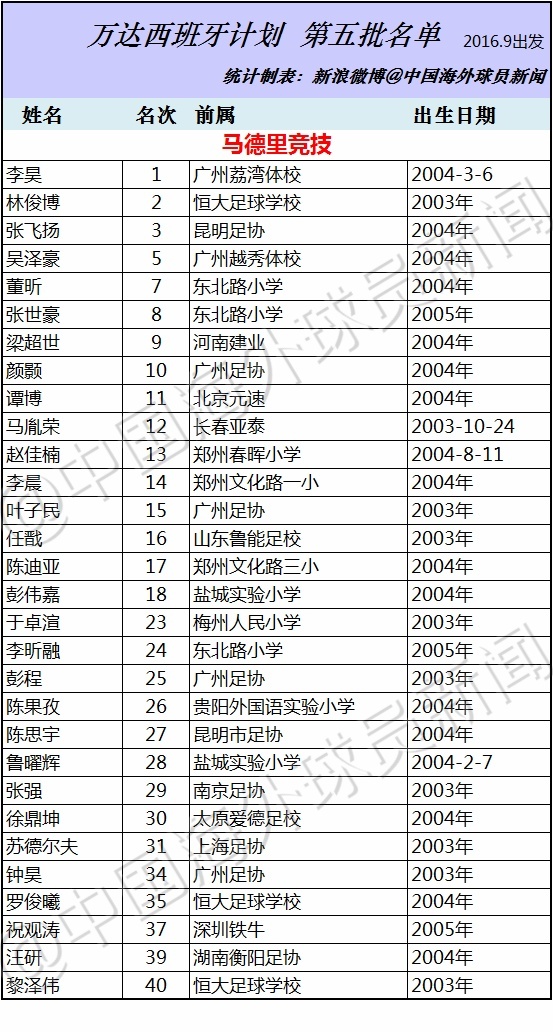 万达西班牙计划 第五批名单 2016.9出发
统计制表：新浪微博@中国海外球员新闻
姓名 名次 前属 出生日期
马德里竞技
李昊 1 广州荔湾体校 2004-3-6
林俊博 2 恒大足球学校 2003年
张飞扬 3 昆明足协 2004年
吴泽豪 5 广州越秀体校 2004年
董昕 7 东北路小学 2004年
张世豪 8 东北路小学 2005年
梁超世 9 河南建业 2004年
颜颢 10 广州足协 2004年
谭博 11 北京元速 2004年
马胤荣 12 长春亚泰 2003-10-24
赵佳楠 13 郑州春晖小学 2004-8-11
李晨 14 郑州文化路一小 2004年
叶子民 15 广州足协 2003年
任戬 16 山东鲁能足校 2003年
陈迪亚 17 郑州文化路三小 2004年
彭伟嘉 18 盐城实验小学 2004年
于卓渲 23 梅州人民小学 2003年
李昕融 24 东北路小学 2005年
彭程 25 广州足协 2003年
陈果孜 26 贵阳外国语实验小学 2004年
陈思宇 27 昆明市足协 2004年
鲁曜辉 28 盐城实验小学 2004-2-7
张强 29 南京足协 2003年
徐鼎坤 30 太原爱德足校 2004年
苏德尔夫 31 上海足协 2003年
钟昊 34 广州足协 2003年
罗俊曦 35 恒大足球学校 2004年
祝观涛 37 深圳铁牛 2005年
汪研 39 湖南衡阳足协 2004年
黎泽伟 40 恒大足球学校 2003年
@中国海外球员新闻
@中国海外球员新闻